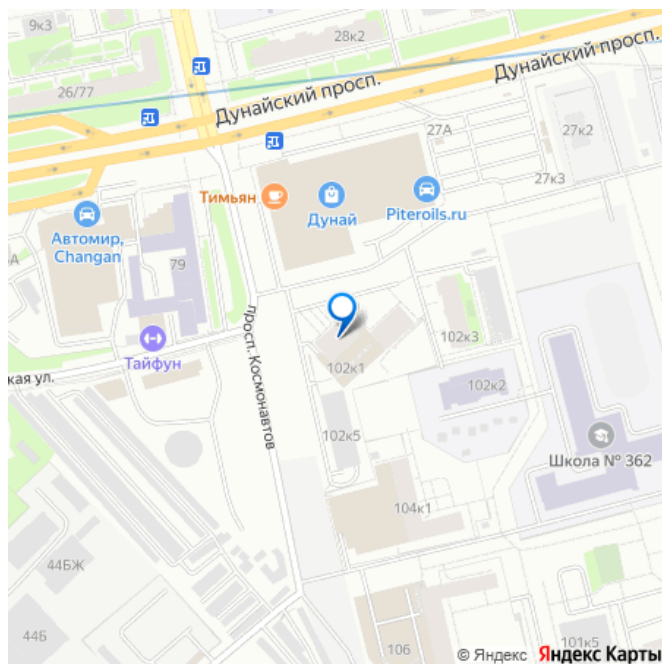 9к3
28к2
Дунайский просп.
26/77
Дунайский просп.
27А
27к2
Тимьян
27к3
Дунай
Piteroils.ru
Автомир,
Changan
79
просп. Космонавтов
102к3
Тайфун
102к1
кая ул.
102к2
102к5
Школа № 362
104к1
44БЖ
44Б
106
101к5
© Яндекс Яндекс Карты